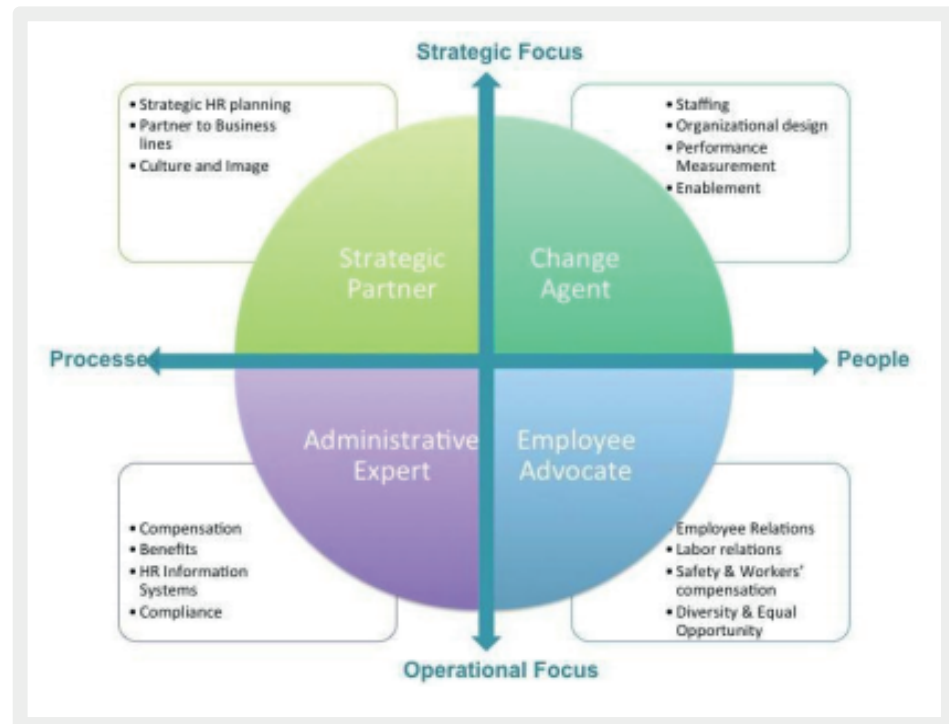 Strategic Focus
• Strategic HR planning
• Partner to Business
lines
• Culture and Image
• Staffing
• Organizational design
• Performance
Measurement
• Enablement
Strategic
Partner
Change
Agent
Processe
People
Administrative
Expert
Employee
Advocate
• Compensation
• Benefits
• HR Information
Systems
• Compliance
• Employee Relations
• Labor relations
• Safety & Workers'
compensation
• Diversity & Equal
Opportunity
Operational Focus